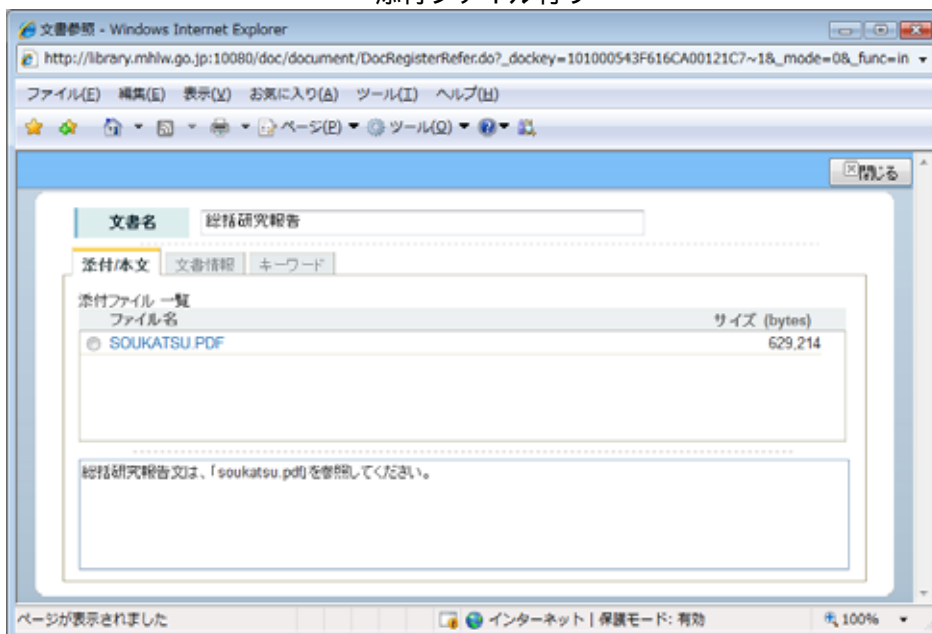 文書参照 - Windows Internet Explorer
http://library.mhlw.go.jp:10080/doc/document/DocRegisterRefer.do?_dockey=101000543F616CA00121C7~1&_mode=0&_func=in
ファイル(F) 編集(E) 表示(V) お気に入り(A) ツール(T) ヘルプ(H)
ページ(P) ツール(O)
閉じる
文書名 総括研究報告
添付/本文 文書情報 キーワード
添付ファイル 一覧
ファイル名 サイズ (bytes)
SOUKATSU.PDF 629,214
総括研究報告文は、「soukatsu.pdf」を参照してください。
ページが表示されました インターネット | 保護モード: 有効 100%